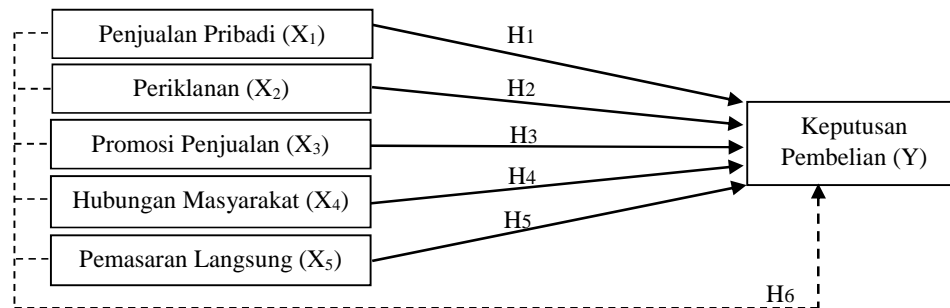 Penjualan Pribadi (X₁)
H1
Periklanan (X₂)
H2
Promosi Penjualan (X₃)
H3
Keputusan
Pembelian (Y)
Hubungan Masyarakat (X₄)
H4
Pemasaran Langsung (X₅)
H5
H6